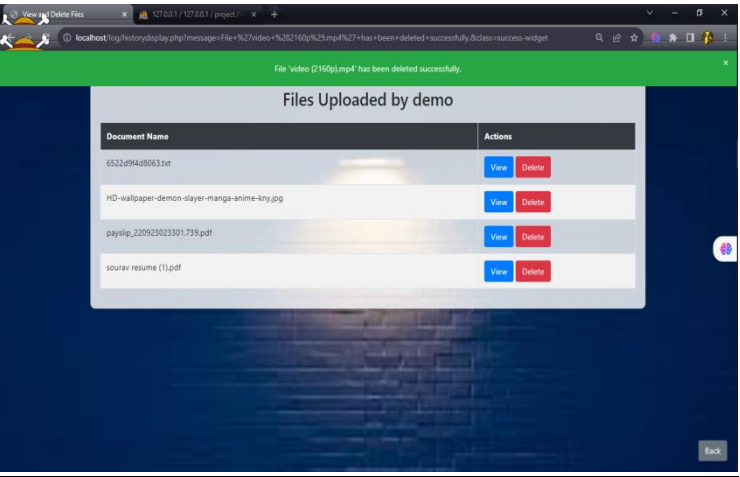 View and Delete Files
127.0.0.1 / 127.0.0.1 / project /
localhost/log/historydisplay.php?message=File+%27video+%282160p%29.mp4%27+has+been+deleted+successfully.&class=success-widget
File 'video (2160p).mp4' has been deleted successfully.
Files Uploaded by demo
Document Name Actions
6522d9f4d8063.txt View Delete
HD-wallpaper-demon-slayer-manga-anime-kny.jpg View Delete
payslip_220923023301.739.pdf View Delete
sourav resume (1).pdf View Delete
Back